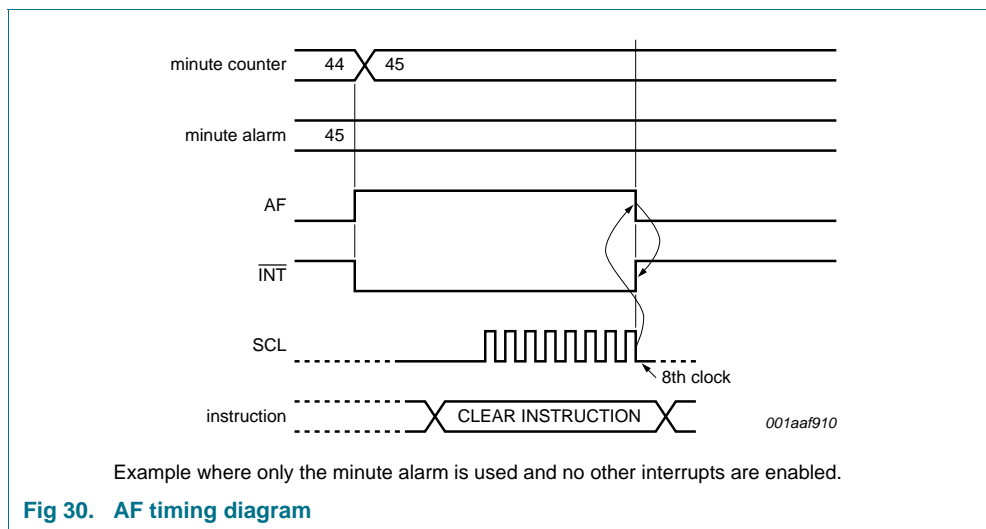 minute counter 44 45
minute alarm 45
AF
INT
SCL
8th clock
instruction CLEAR INSTRUCTION
001aaf910
Example where only the minute alarm is used and no other interrupts are enabled.
Fig 30. AF timing diagram